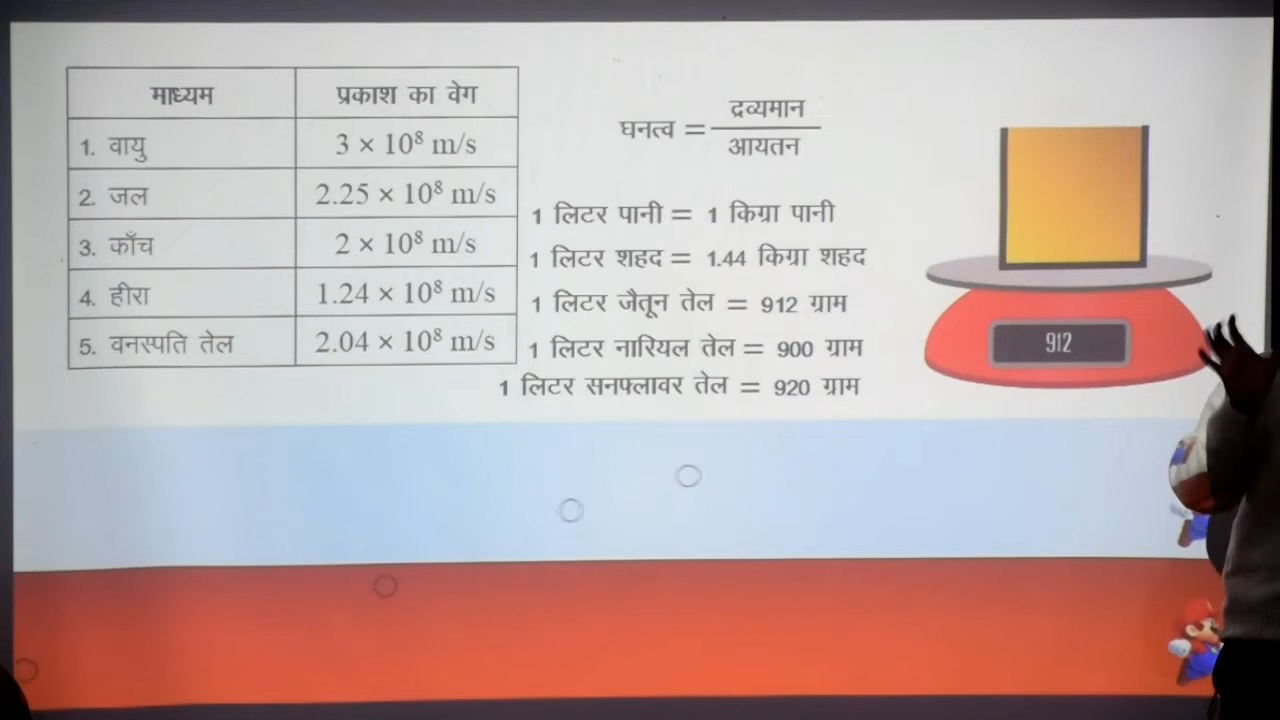 माध्यम प्रकाश का वेग
1. वायु 3 × 10⁸ m/s
2. जल 2.25 × 10⁸ m/s
3. काँच 2 × 10⁸ m/s
4. हीरा 1.24 × 10⁸ m/s
5. वनस्पति तेल 2.04 × 10⁸ m/s
घनत्व = द्रव्यमान
आयतन
1 लिटर पानी = 1 किग्रा पानी
1 लिटर शहद = 1.44 किग्रा शहद
1 लिटर जैतून तेल = 912 ग्राम
1 लिटर नारियल तेल = 900 ग्राम
1 लिटर सनफ्लावर तेल = 920 ग्राम
912